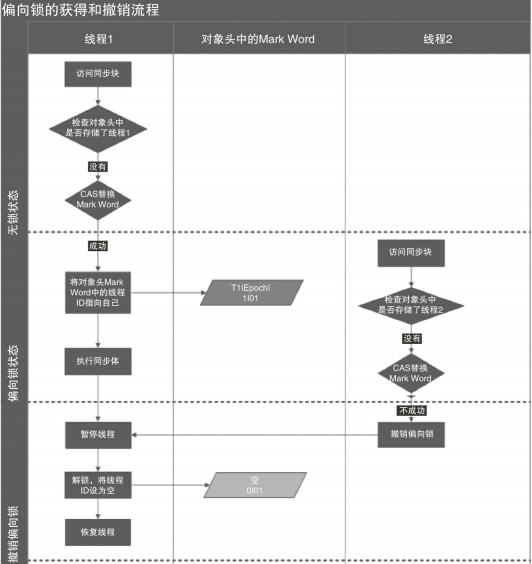 偏向锁的获得和撤销流程
线程1
对象头中的Mark Word
线程2
无锁状态
访问同步块
检查对象头中
是否存储了线程1
没有
CAS替换
Mark Word
成功
偏向锁状态
将对象头Mark
Word中的线程
ID指向自己
T1|Epoch|
1|01
执行同步体
访问同步块
检查对象头中
是否存储了线程2
没有
CAS替换
Mark Word
不成功
撤销偏向锁
撤销偏向锁
暂停线程
解锁，将线程
ID设为空
空
0|01
恢复线程